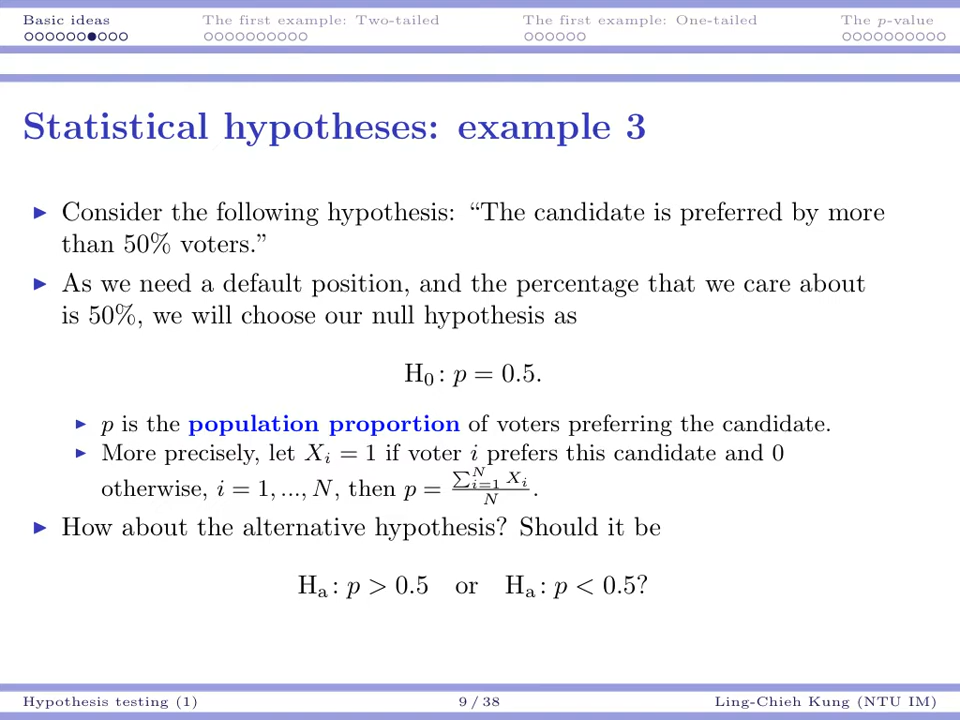 Basic ideas The first example: Two-tailed The first example: One-tailed The p-value
Statistical hypotheses: example 3
Consider the following hypothesis: “The candidate is preferred by more
than 50% voters.”
As we need a default position, and the percentage that we care about
is 50%, we will choose our null hypothesis as
H₀ : p = 0.5.
p is the population proportion of voters preferring the candidate.
More precisely, let Xᵢ = 1 if voter i prefers this candidate and 0
otherwise, i = 1, ..., N, then p = ∑ᴺᵢ₌₁ Xᵢ / N.
How about the alternative hypothesis? Should it be
Hₐ : p > 0.5 or Hₐ : p < 0.5?
Hypothesis testing (1) 9 / 38 Ling-Chieh Kung (NTU IM)